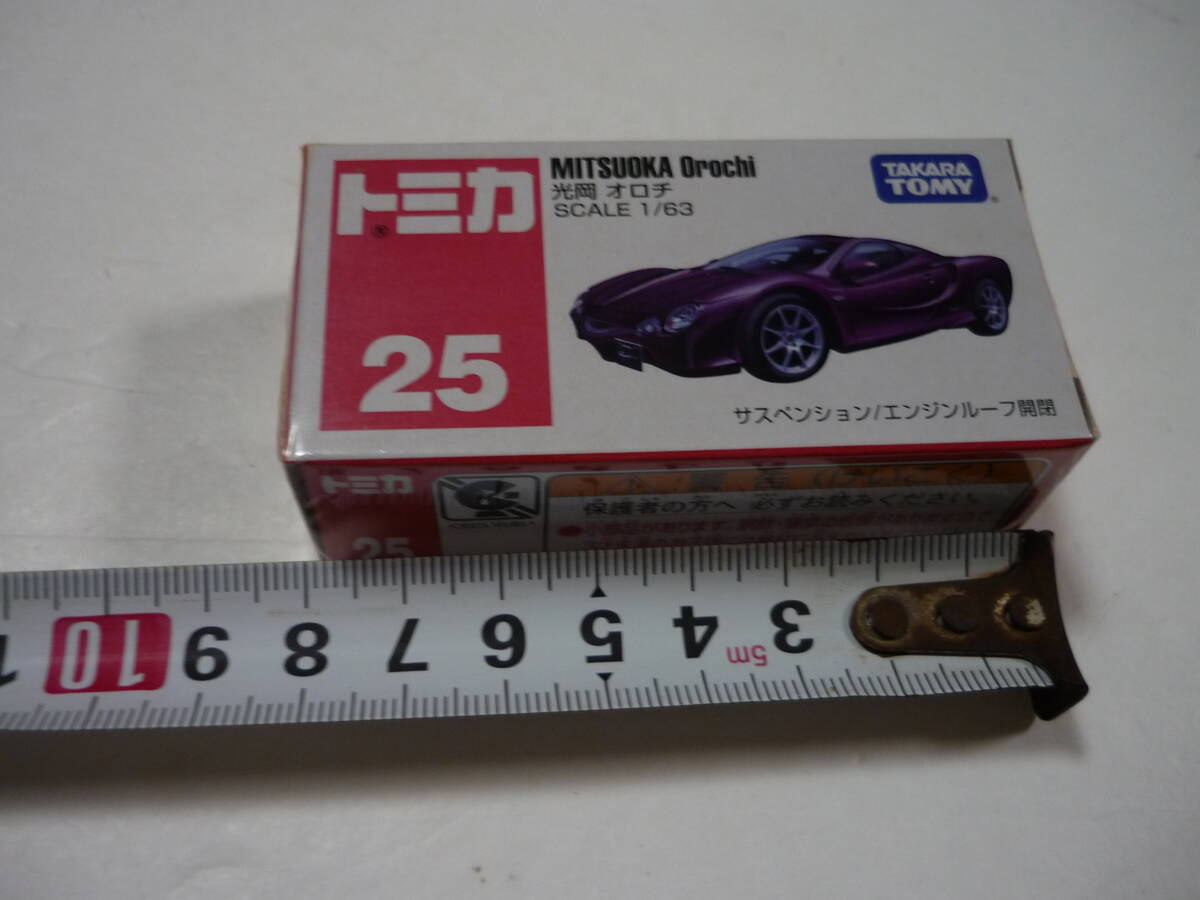 トミカ®
25
MITSUOKA Orochi
光岡 オロチ
SCALE 1/63
TAKARA
TOMY®
サスペンション/エンジンルーフ開閉
トミカ
25
保護者の方へ 必ずお読みください。
10 9 8 7 6 5 4 5m 3